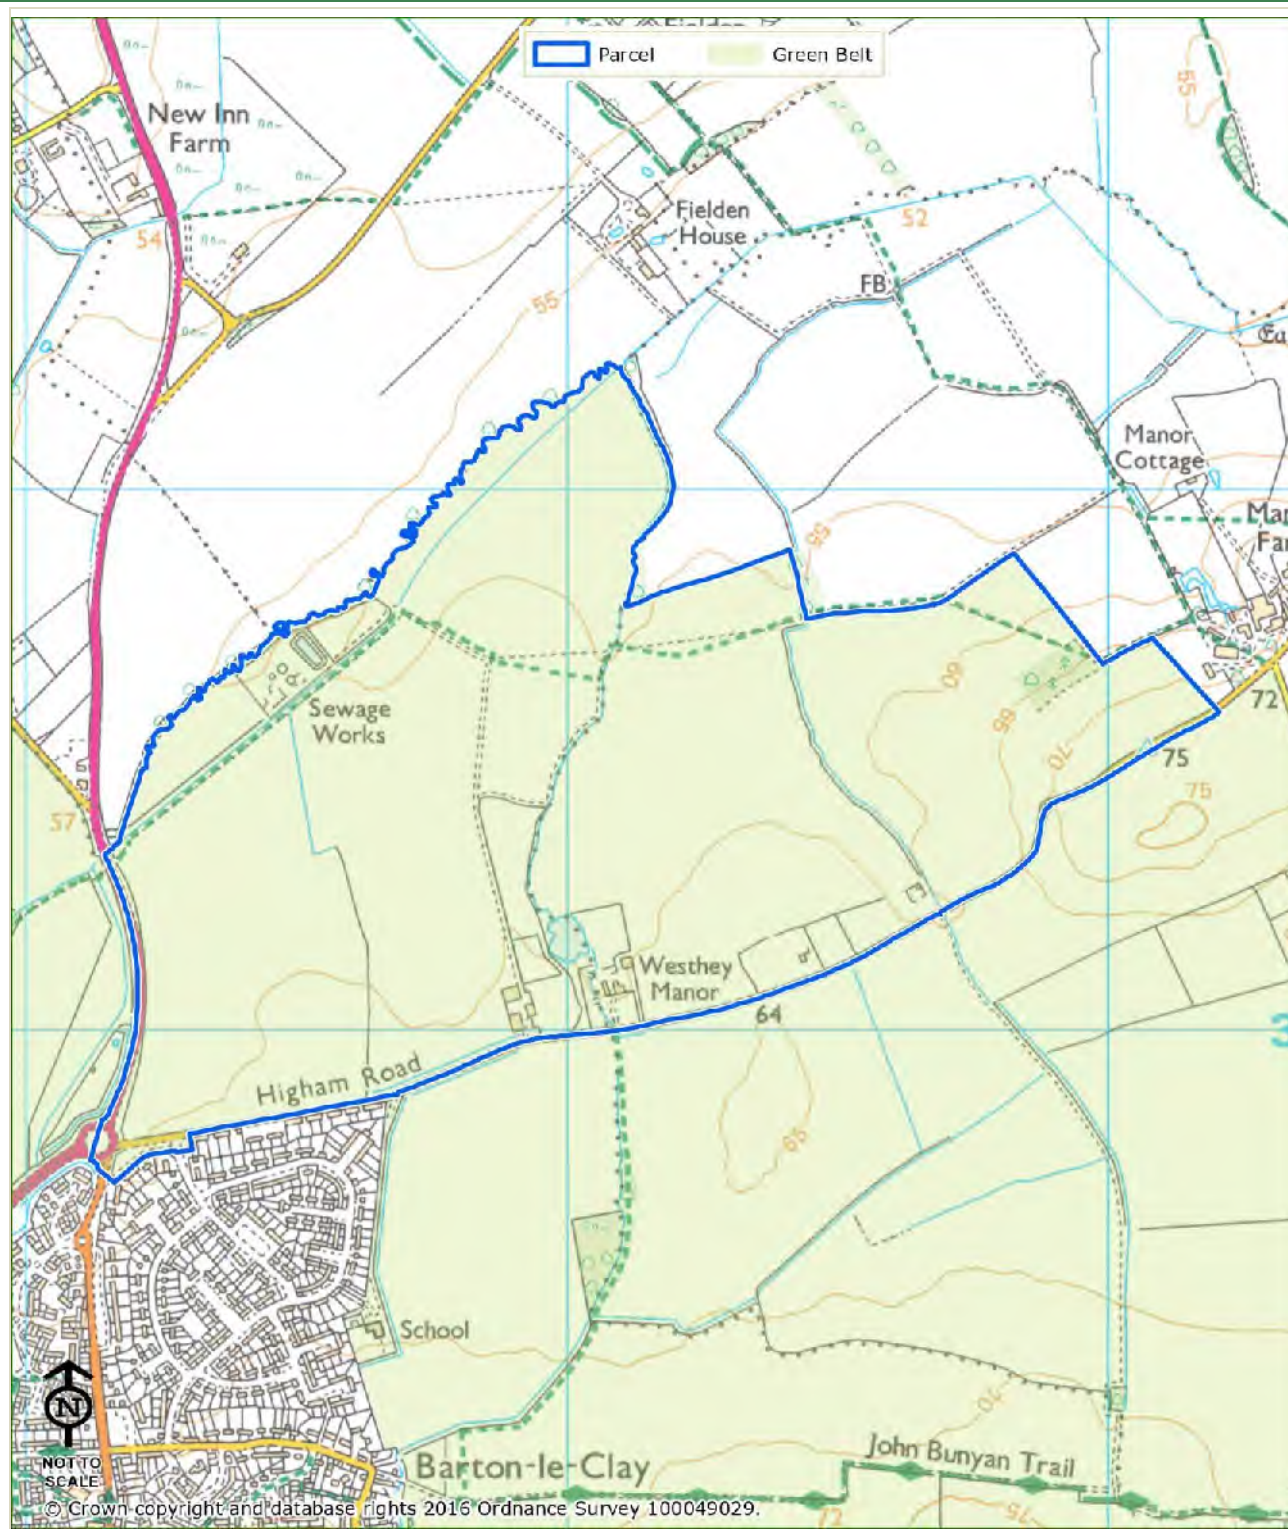 Parcel
Green Belt
New Inn
Farm
54
Fielden
House
52
55
55
FB
Manor
Cottage
55
60
65
70
72
75
75
Sewage
Works
57
Westhey
Manor
64
Higham Road
65
School
70
John Bunyan Trail
Barton-le-Clay
75
72
N
NOT TO
SCALE
© Crown copyright and database rights 2016 Ordnance Survey 100049029.